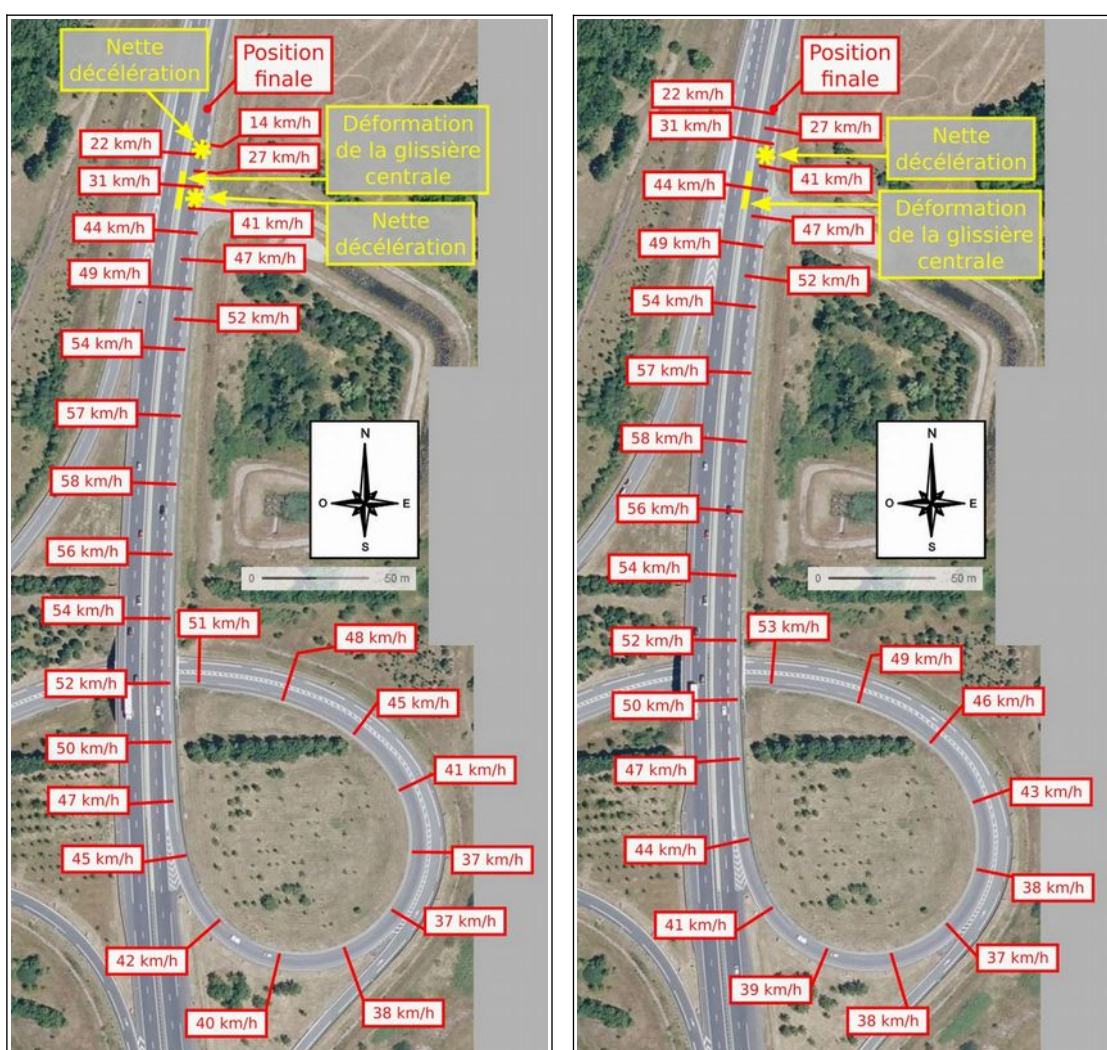 Nette
décélération
Position
finale
14 km/h
Déformation
de la glissière
centrale
22 km/h
27 km/h
31 km/h
41 km/h
Nette
décélération
44 km/h
47 km/h
49 km/h
52 km/h
54 km/h
57 km/h
58 km/h
N
O
E
S
56 km/h
0
50 m
54 km/h
51 km/h
48 km/h
52 km/h
45 km/h
50 km/h
41 km/h
47 km/h
45 km/h
37 km/h
37 km/h
42 km/h
38 km/h
40 km/h
Position
finale
22 km/h
27 km/h
31 km/h
Nette
décélération
41 km/h
44 km/h
Déformation
de la glissière
centrale
47 km/h
49 km/h
52 km/h
54 km/h
57 km/h
58 km/h
N
O
E
S
56 km/h
0
50 m
54 km/h
53 km/h
52 km/h
49 km/h
50 km/h
46 km/h
47 km/h
43 km/h
44 km/h
38 km/h
41 km/h
37 km/h
39 km/h
38 km/h